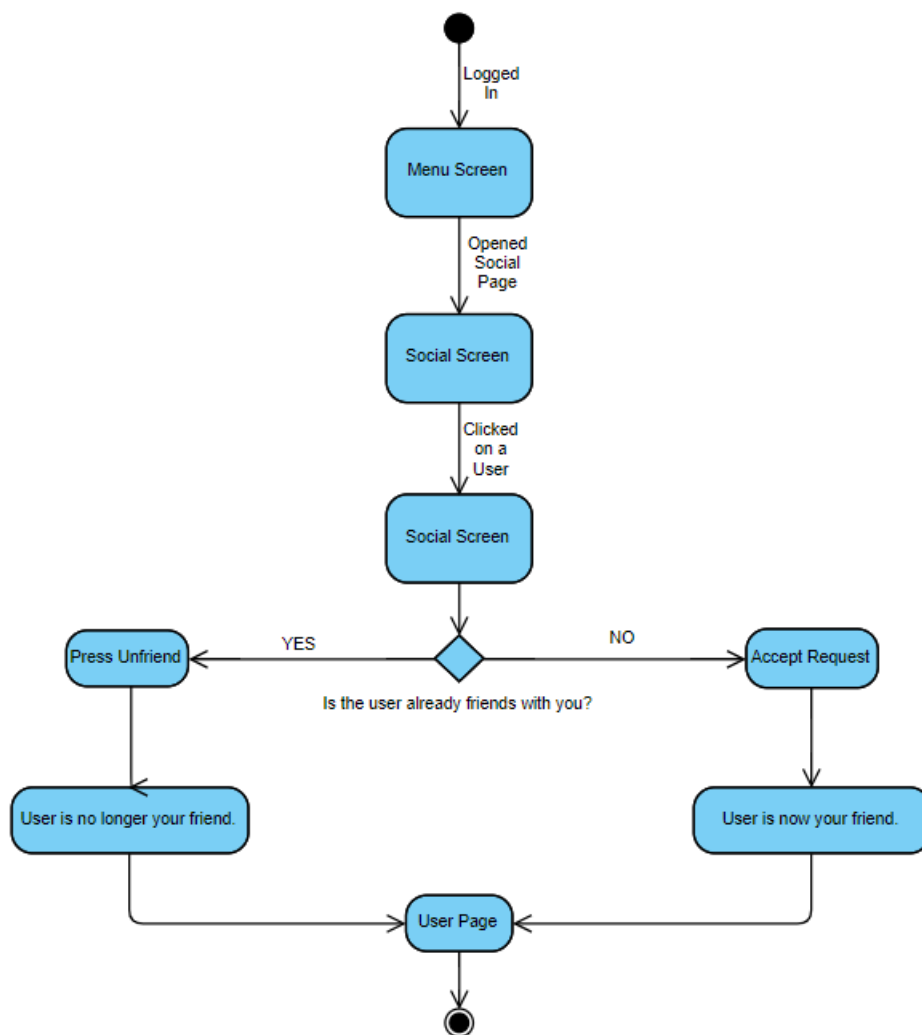 Logged
In
Menu Screen
Opened
Social
Page
Social Screen
Clicked
on a
User
Social Screen
YES
NO
Press Unfriend
Accept Request
Is the user already friends with you?
User is no longer your friend.
User is now your friend.
User Page